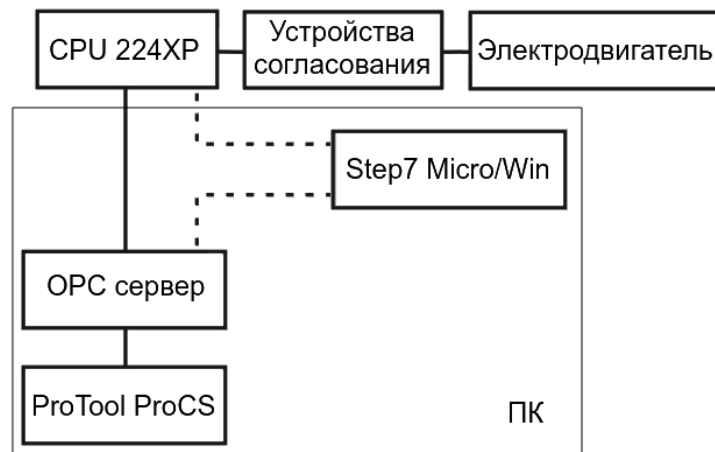 CPU 224XP
Устройства
согласования
Электродвигатель
Step7 Micro/Win
OPC сервер
ProTool ProCS
ПК